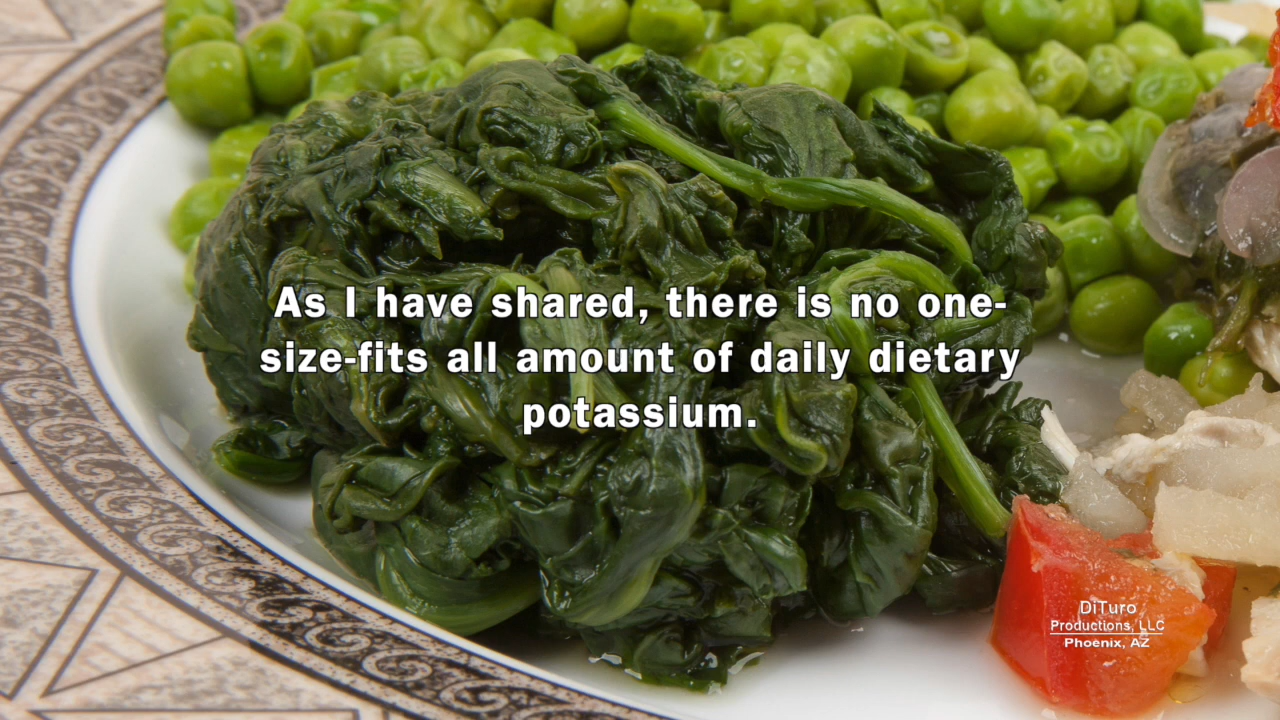 As I have shared, there is no one-
size-fits all amount of daily dietary
potassium.
DiTuro
Productions, LLC
Phoenix, AZ